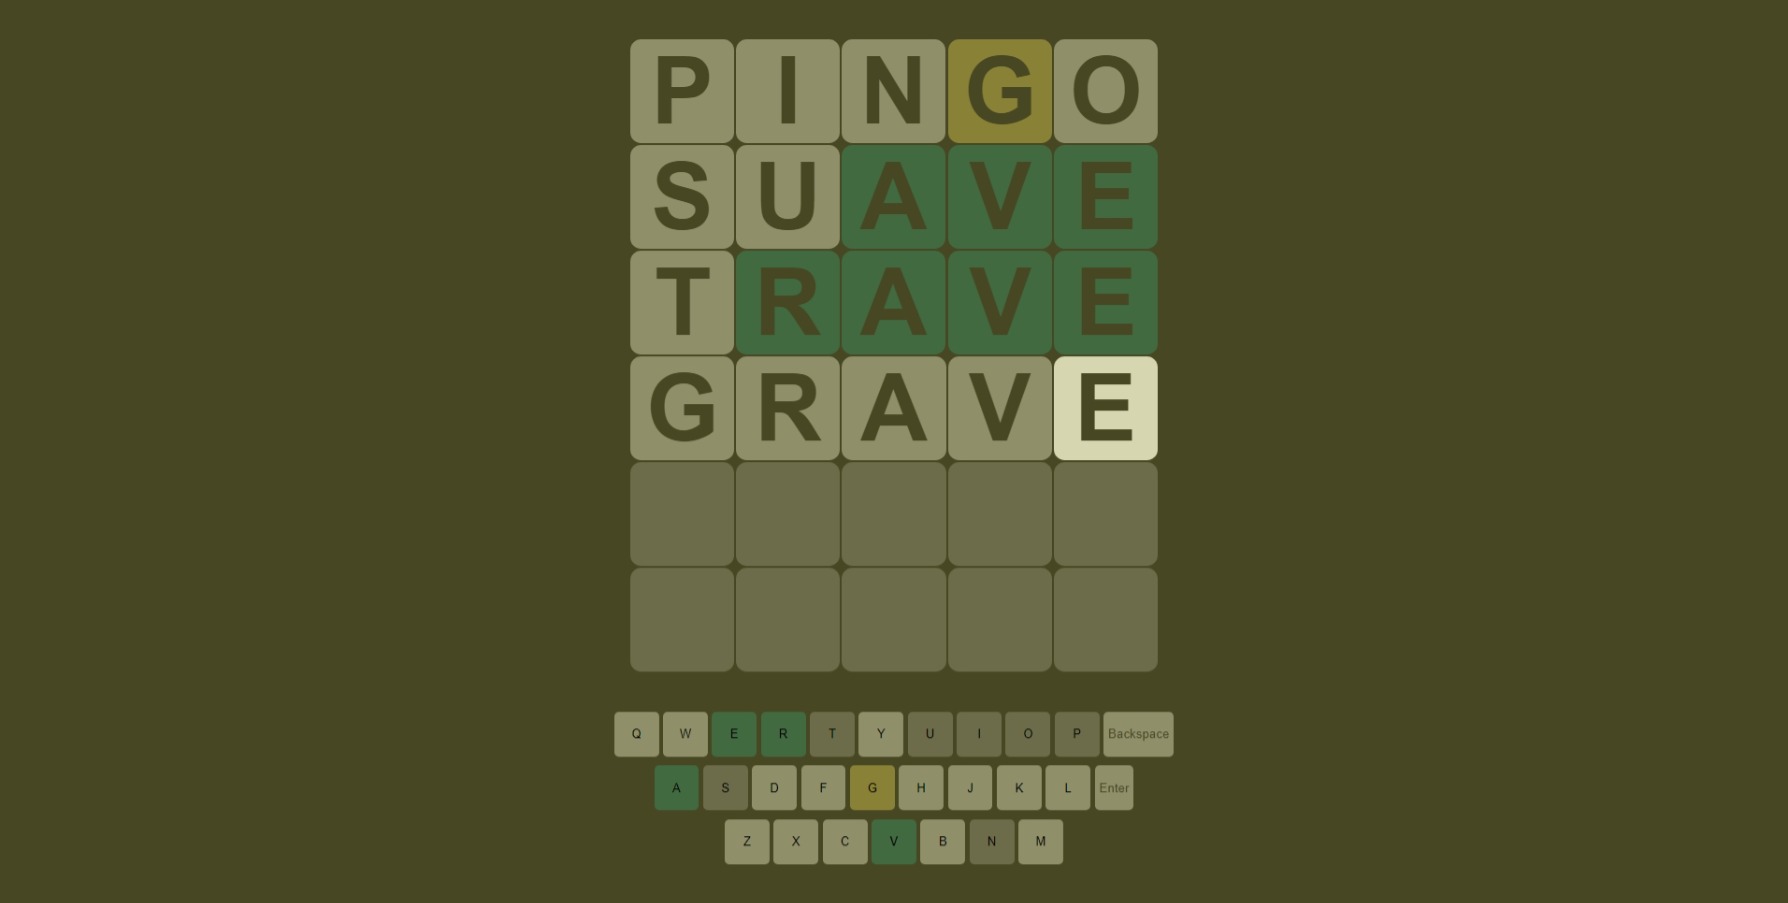 PINGO
SUAVE
TRAVE
GRAVE
Q W E R T Y U I O P Backspace
A S D F G H J K L Enter
Z X C V B N M